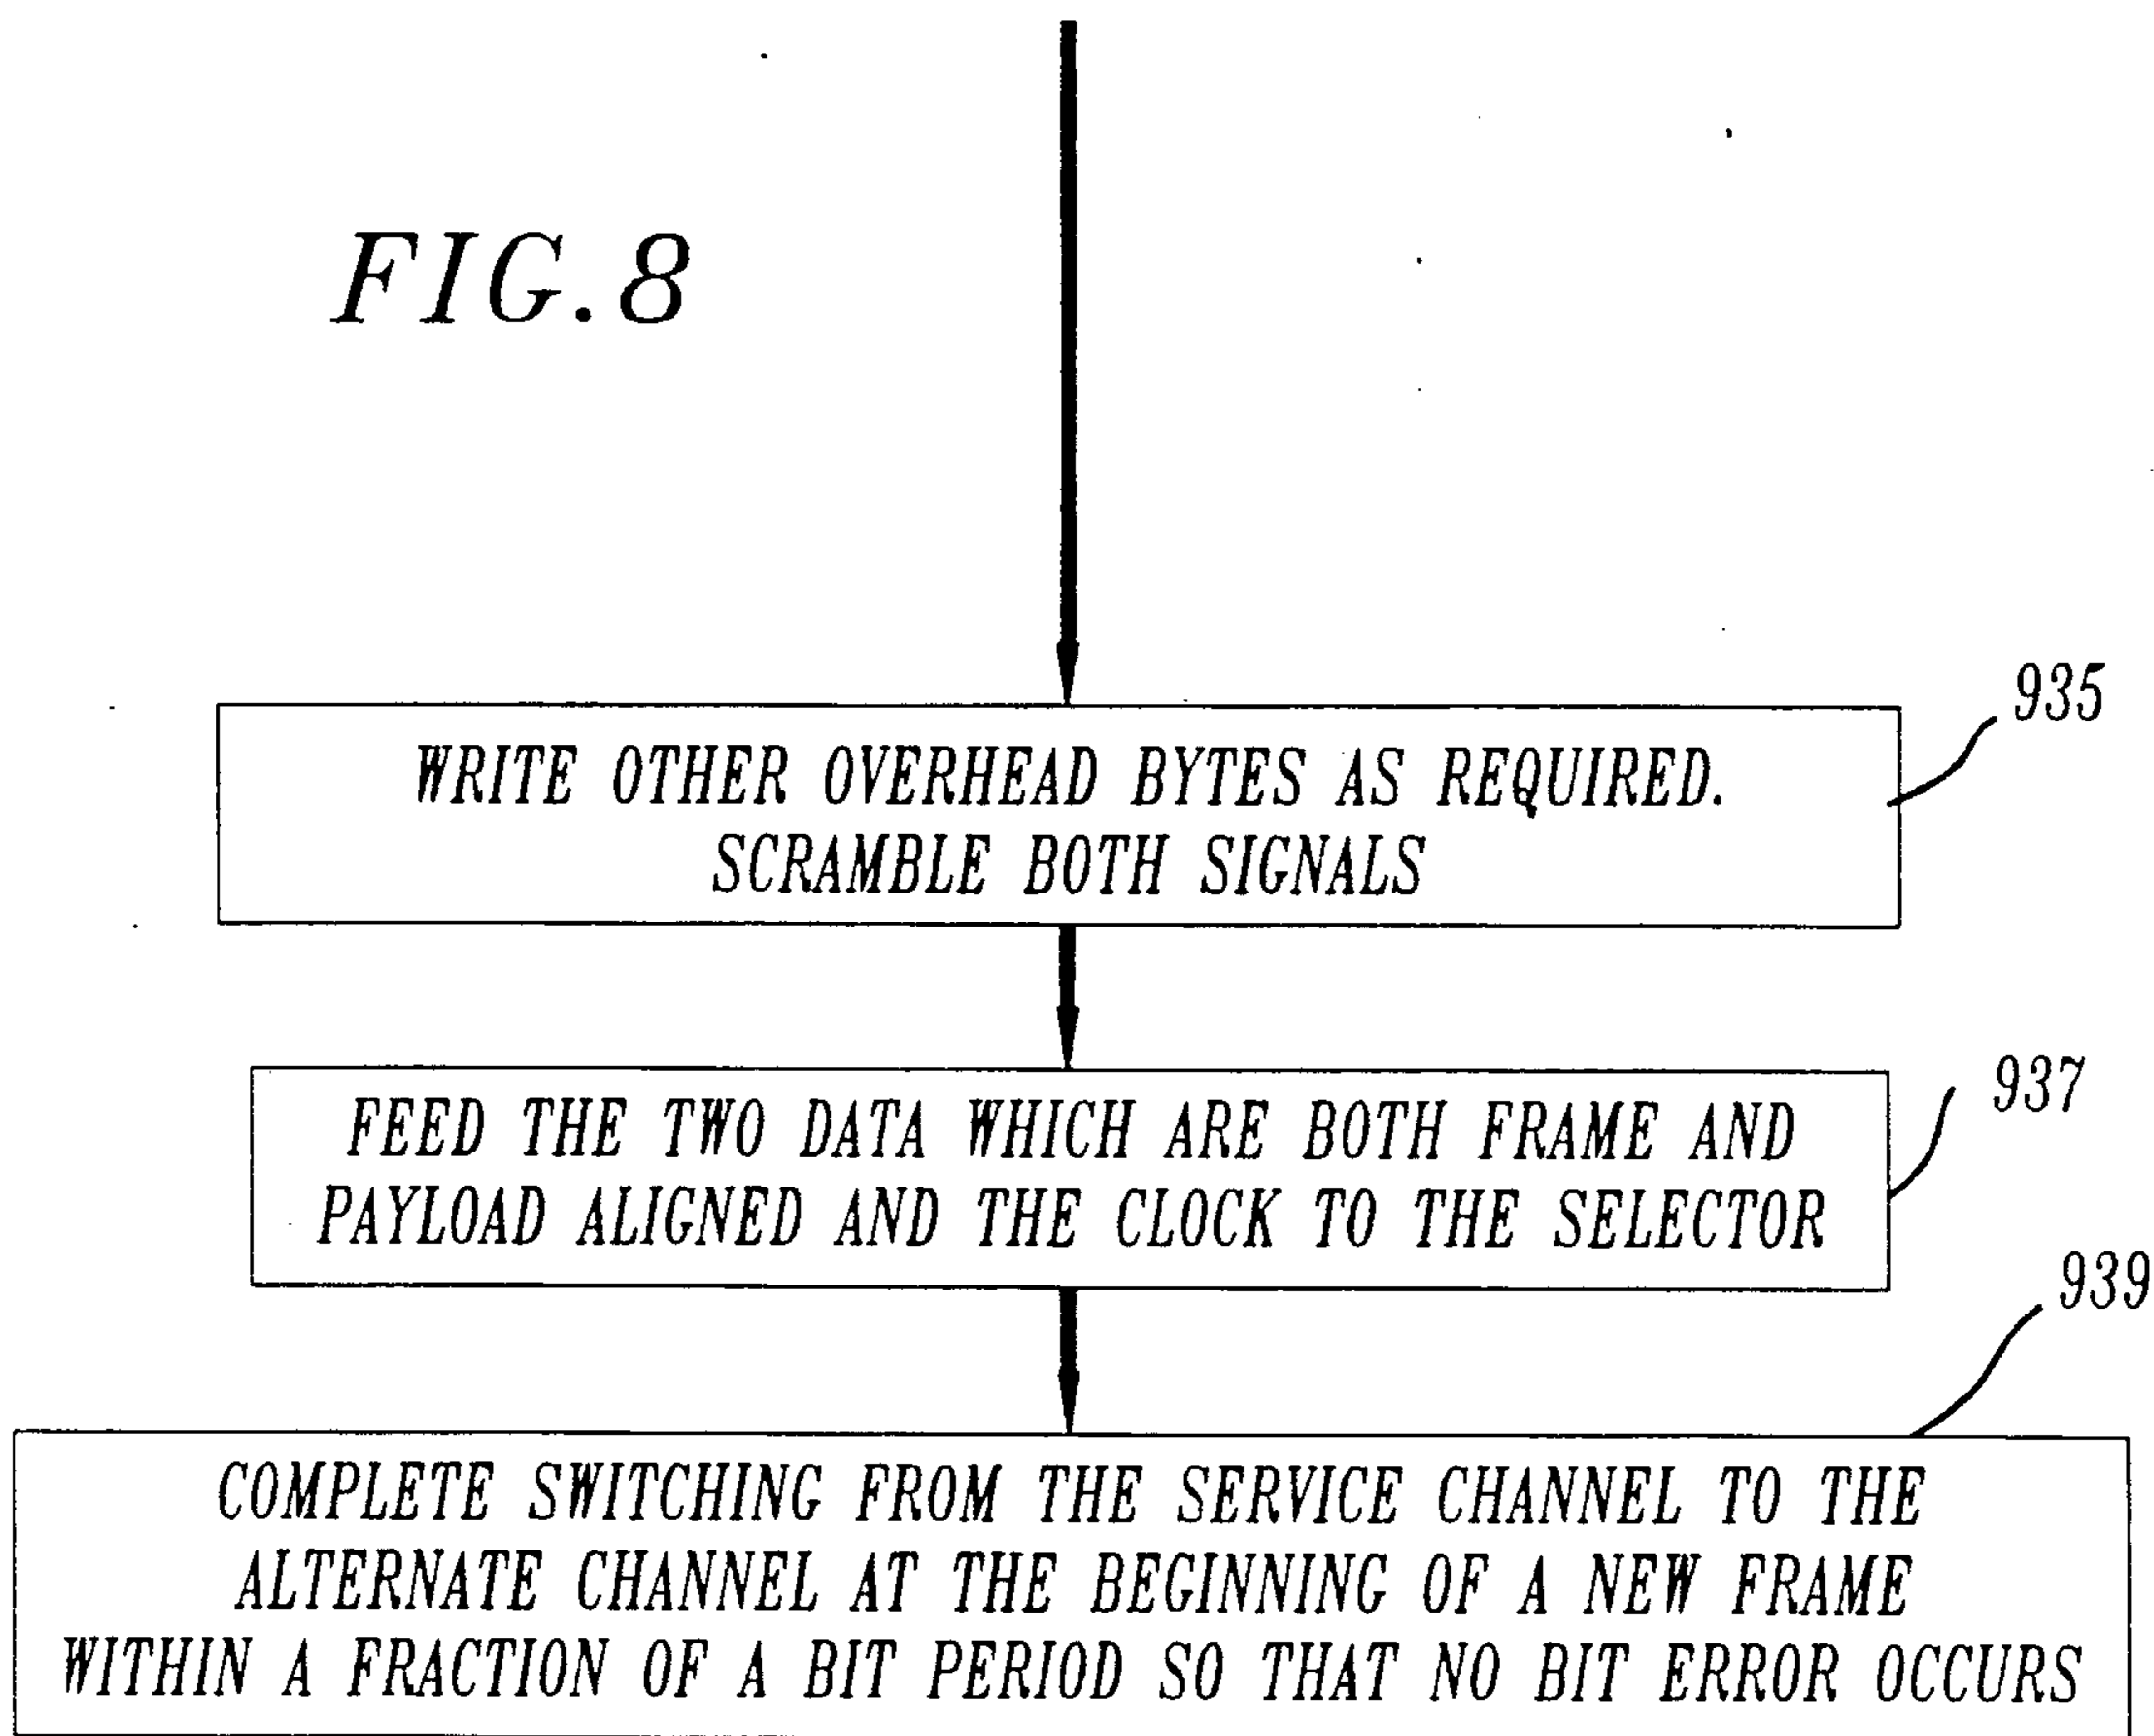 FIG. 8
935
WRITE OTHER OVERHEAD BYTES AS REQUIRED.
SCRAMBLE BOTH SIGNALS
937
FEED THE TWO DATA WHICH ARE BOTH FRAME AND
PAYLOAD ALIGNED AND THE CLOCK TO THE SELECTOR
939
COMPLETE SWITCHING FROM THE SERVICE CHANNEL TO THE
ALTERNATE CHANNEL AT THE BEGINNING OF A NEW FRAME
WITHIN A FRACTION OF A BIT PERIOD SO THAT NO BIT ERROR OCCURS